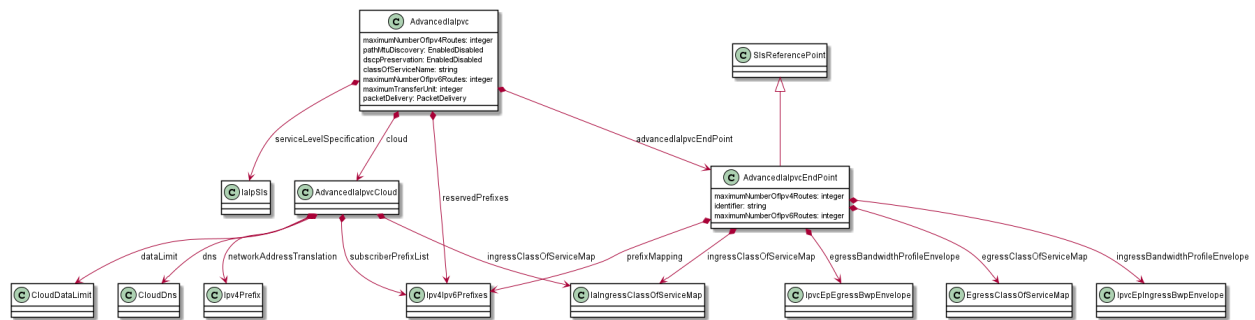 C AdvancedIaIpvc
maximumNumberOfIpv4Routes: integer
pathMtuDiscovery: EnabledDisabled
dscpPreservation: EnabledDisabled
classOfServiceName: string
maximumNumberOfIpv6Routes: integer
maximumTransferUnit: integer
packetDelivery: PacketDelivery
C SlsReferencePoint
serviceLevelSpecification
cloud
advancedIaIpvcEndPoint
C IaIpSls
C AdvancedIaIpvcCloud
reservedPrefixes
C AdvancedIaIpvcEndPoint
maximumNumberOfIpv4Routes: integer
identifier: string
maximumNumberOfIpv6Routes: integer
dataLimit
dns
networkAddressTranslation
subscriberPrefixList
ingressClassOfServiceMap
prefixMapping
ingressClassOfServiceMap
egressBandwidthProfileEnvelope
egressClassOfServiceMap
ingressBandwidthProfileEnvelope
C CloudDataLimit
C CloudDns
C Ipv4Prefix
C Ipv4Ipv6Prefixes
C IaIngressClassOfServiceMap
C IpvcEpEgressBwpEnvelope
C EgressClassOfServiceMap
C IpvcEpIngressBwpEnvelope